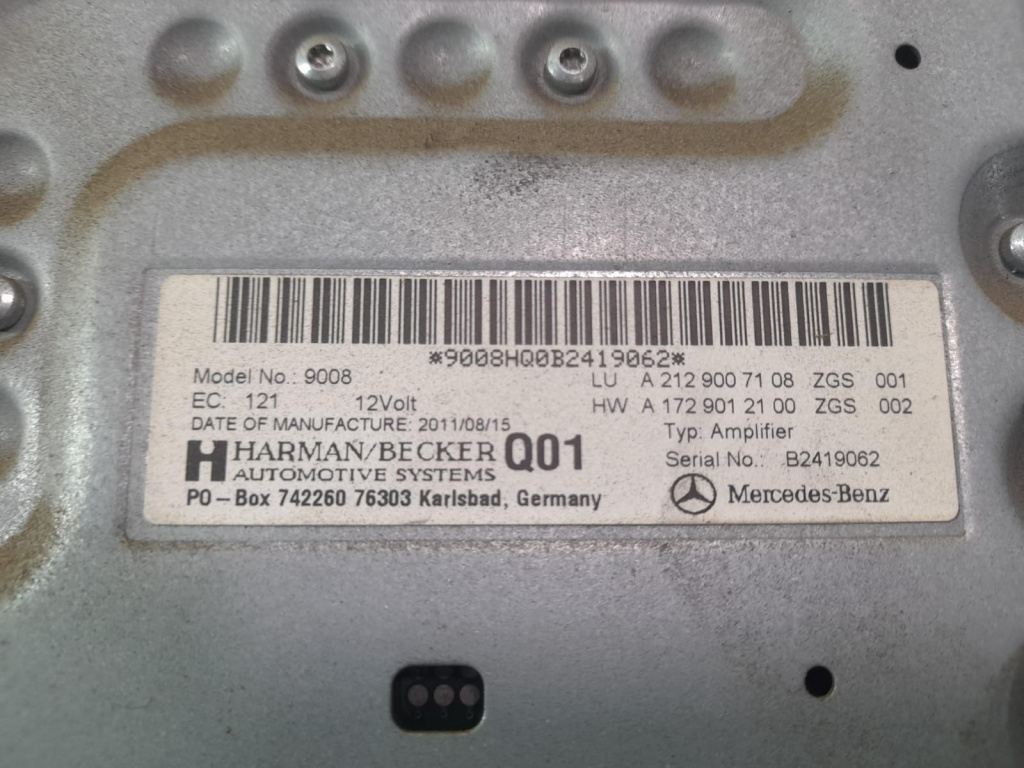 *9008HQ0B2419062*
Model No.: 9008
LU A 212 900 71 08 ZGS 001
EC: 121 12Volt
HW A 172 901 21 00 ZGS 002
DATE OF MANUFACTURE: 2011/08/15
Typ: Amplifier
HARMAN/BECKER Q01
AUTOMOTIVE SYSTEMS
Serial No.: B2419062
PO-Box 742260 76303 Karlsbad, Germany
Mercedes-Benz